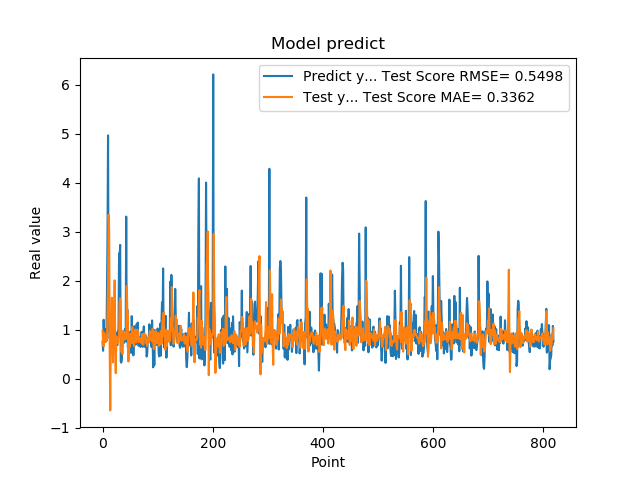 Model predict
Predict y... Test Score RMSE= 0.5498
Test y... Test Score MAE= 0.3362
Real value
6
5
4
3
2
1
0
−1
0 200 400 600 800
Point